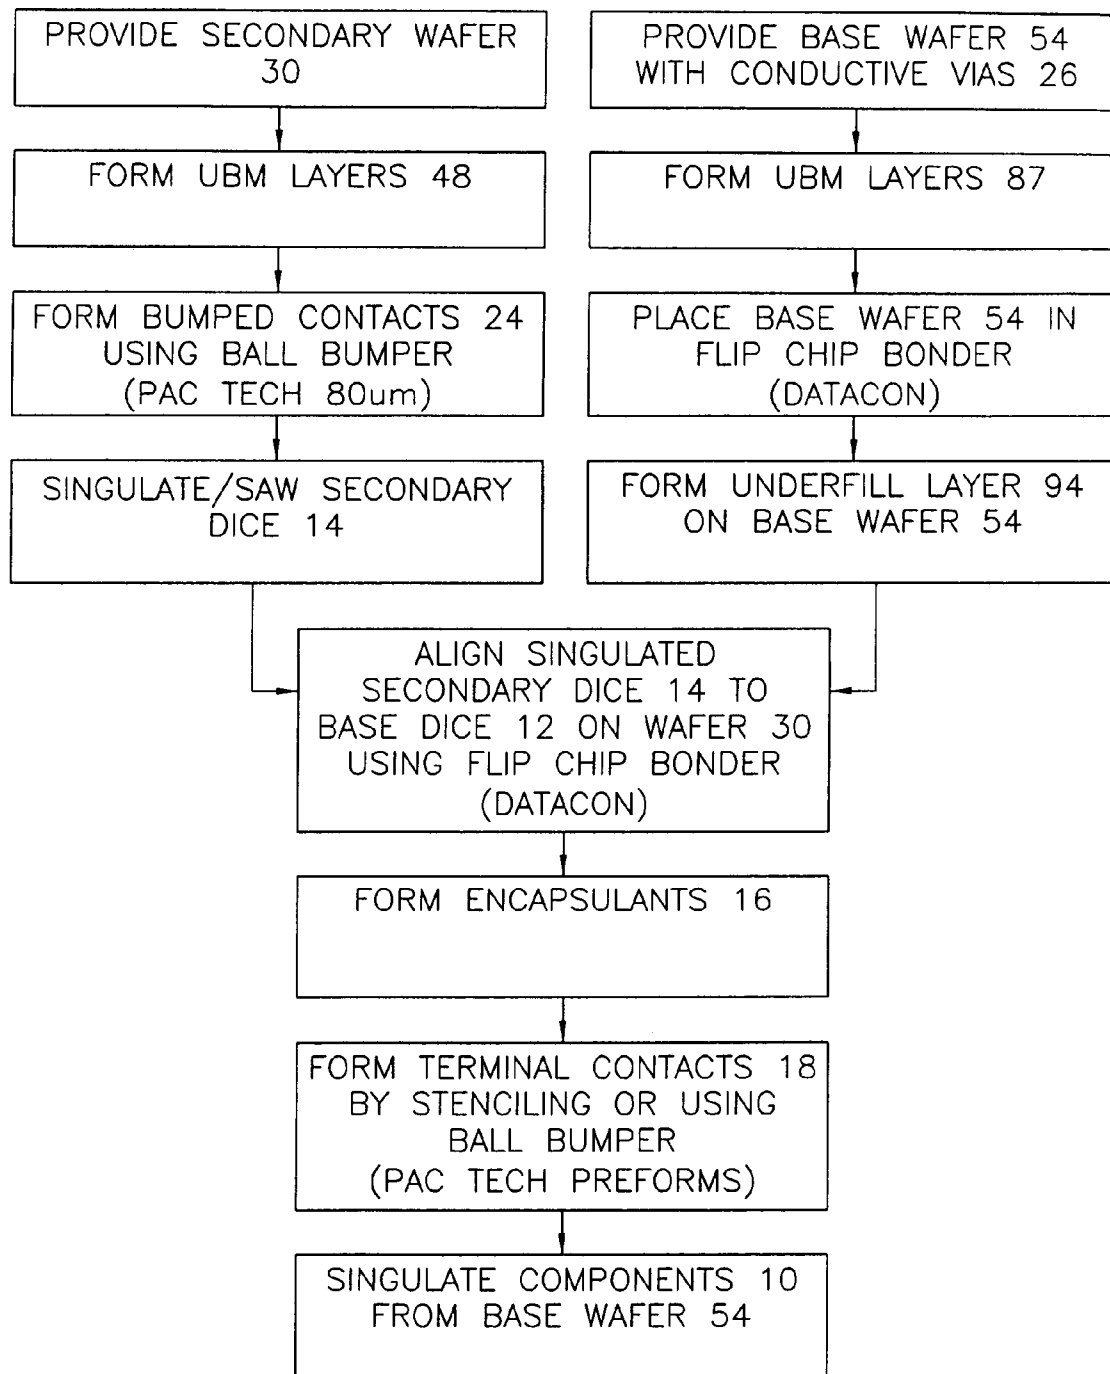 PROVIDE SECONDARY WAFER
30
FORM UBM LAYERS 48
FORM BUMPED CONTACTS 24
USING BALL BUMPER
(PAC TECH 80um)
SINGULATE/SAW SECONDARY
DICE 14
PROVIDE BASE WAFER 54
WITH CONDUCTIVE VIAS 26
FORM UBM LAYERS 87
PLACE BASE WAFER 54 IN
FLIP CHIP BONDER
(DATACON)
FORM UNDERFILL LAYER 94
ON BASE WAFER 54
ALIGN SINGULATED
SECONDARY DICE 14 TO
BASE DICE 12 ON WAFER 30
USING FLIP CHIP BONDER
(DATACON)
FORM ENCAPSULANTS 16
FORM TERMINAL CONTACTS 18
BY STENCILING OR USING
BALL BUMPER
(PAC TECH PREFORMS)
SINGULATE COMPONENTS 10
FROM BASE WAFER 54